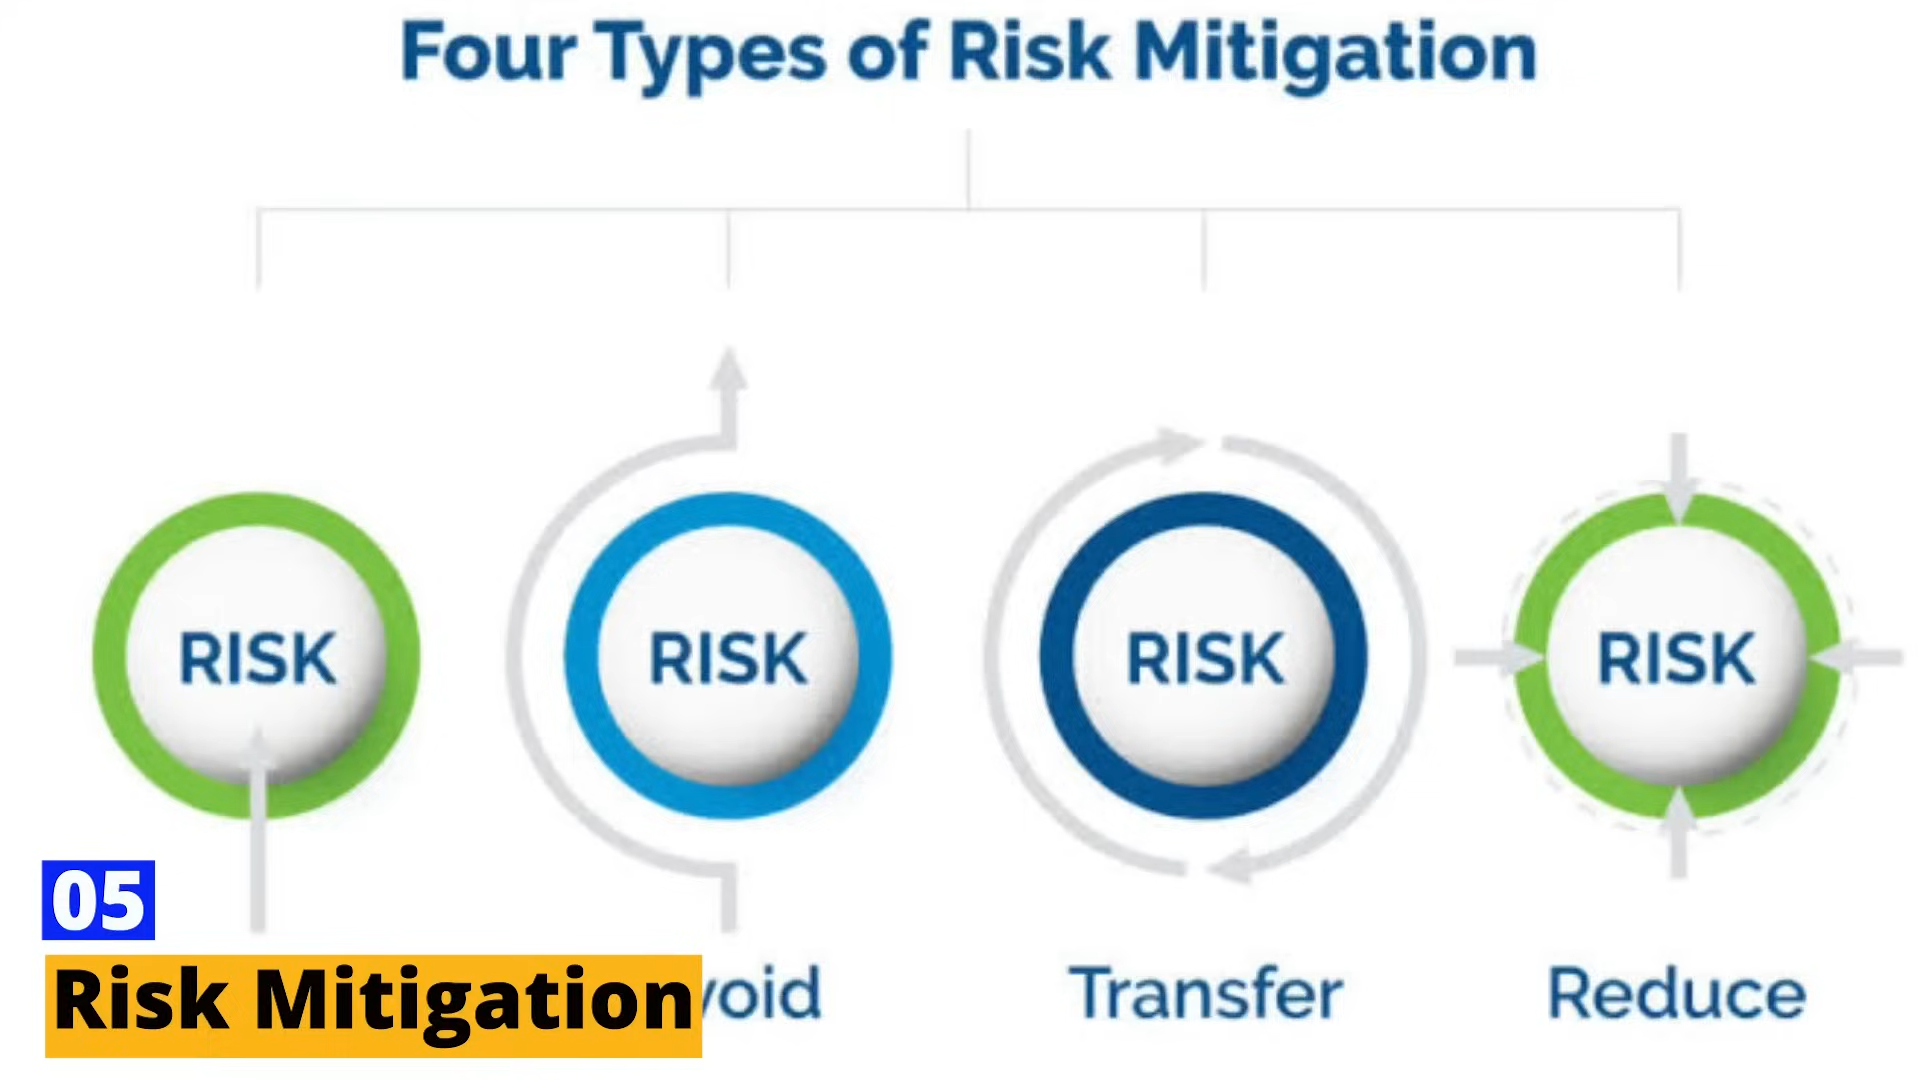 Four Types of Risk Mitigation
RISK
RISK
RISK
RISK
05
Risk Mitigation
void
Transfer
Reduce